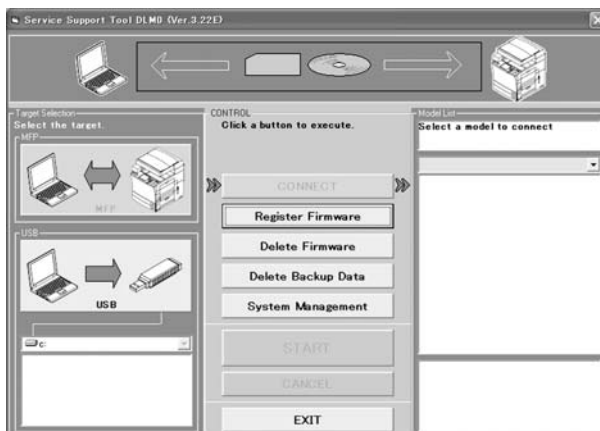 Service Support Tool DLM0 (Ver.3.22E)
Target Selection
Select the target.
MFP
MFP
USB
USB
c:
CONTROL
Click a button to execute.
CONNECT
Register Firmware
Delete Firmware
Delete Backup Data
System Management
START
CANCEL
EXIT
Model List
Select a model to connect